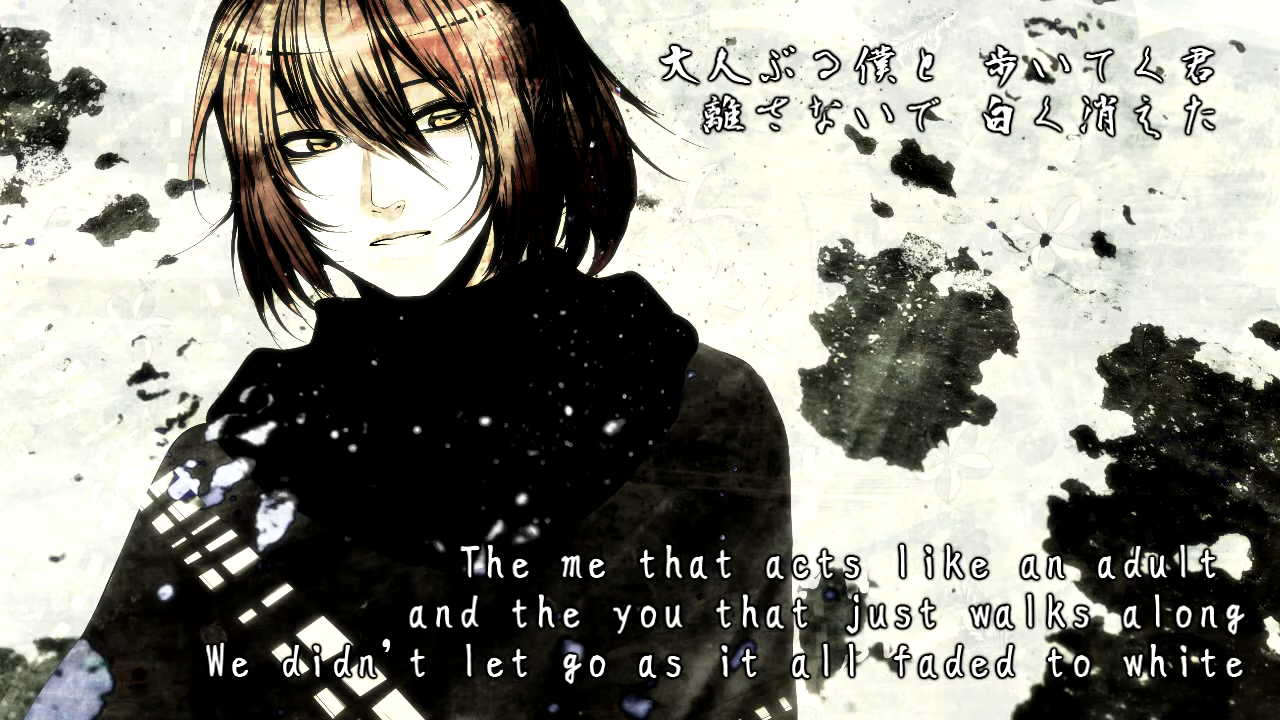 大人ぶつ僕と 歩いてく君
離さないで 白く消えた
The me that acts like an adult
and the you that just walks along
We didn't let go as it all faded to white